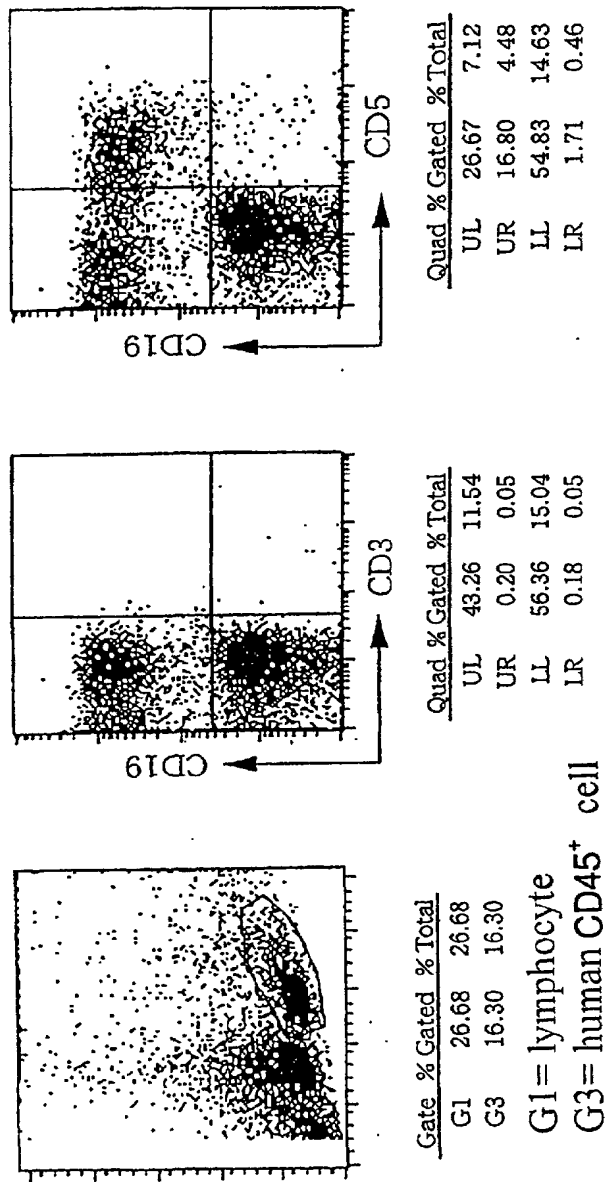 Gate % Gated % Total
G1 26.68 26.68
G3 16.30 16.30
G1= lymphocyte
G3= human CD45⁺ cell
CD19
CD3
Quad % Gated % Total
UL 43.26 11.54
UR 0.20 0.05
LL 56.36 15.04
LR 0.18 0.05
CD19
CD5
Quad % Gated % Total
UL 26.67 7.12
UR 16.80 4.48
LL 54.83 14.63
LR 1.71 0.46